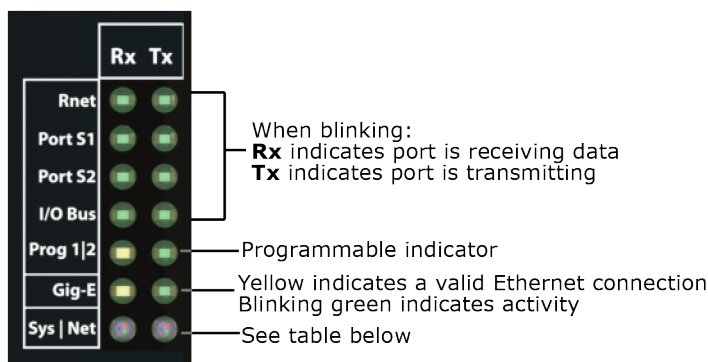 Rx Tx
Rnet
Port S1
Port S2
I/O Bus
Prog 1|2
Gig-E
Sys | Net
When blinking:
Rx indicates port is receiving data
Tx indicates port is transmitting
Programmable indicator
Yellow indicates a valid Ethernet connection
Blinking green indicates activity
See table below